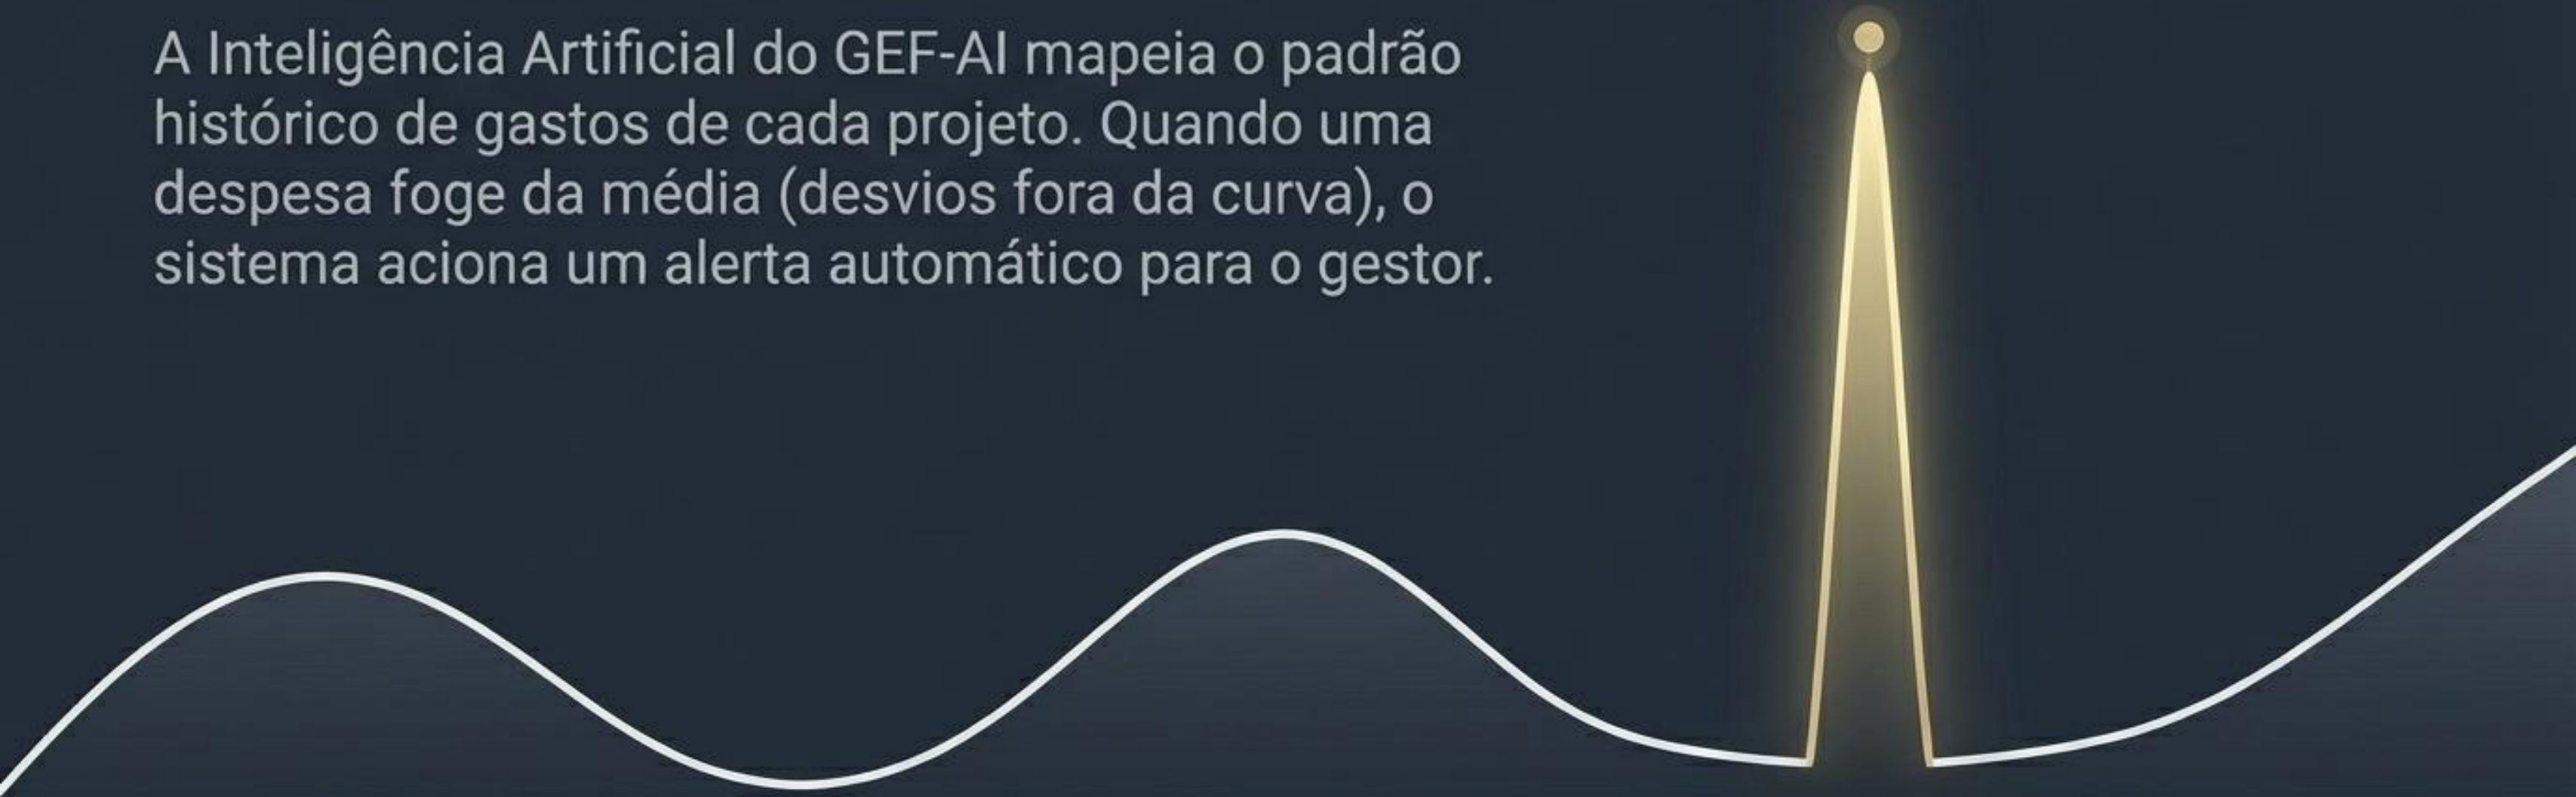 A Inteligência Artificial do GEF-AI mapeia o padrão
histórico de gastos de cada projeto. Quando uma
despesa foge da média (desvios fora da curva), o
sistema aciona um alerta automático para o gestor.